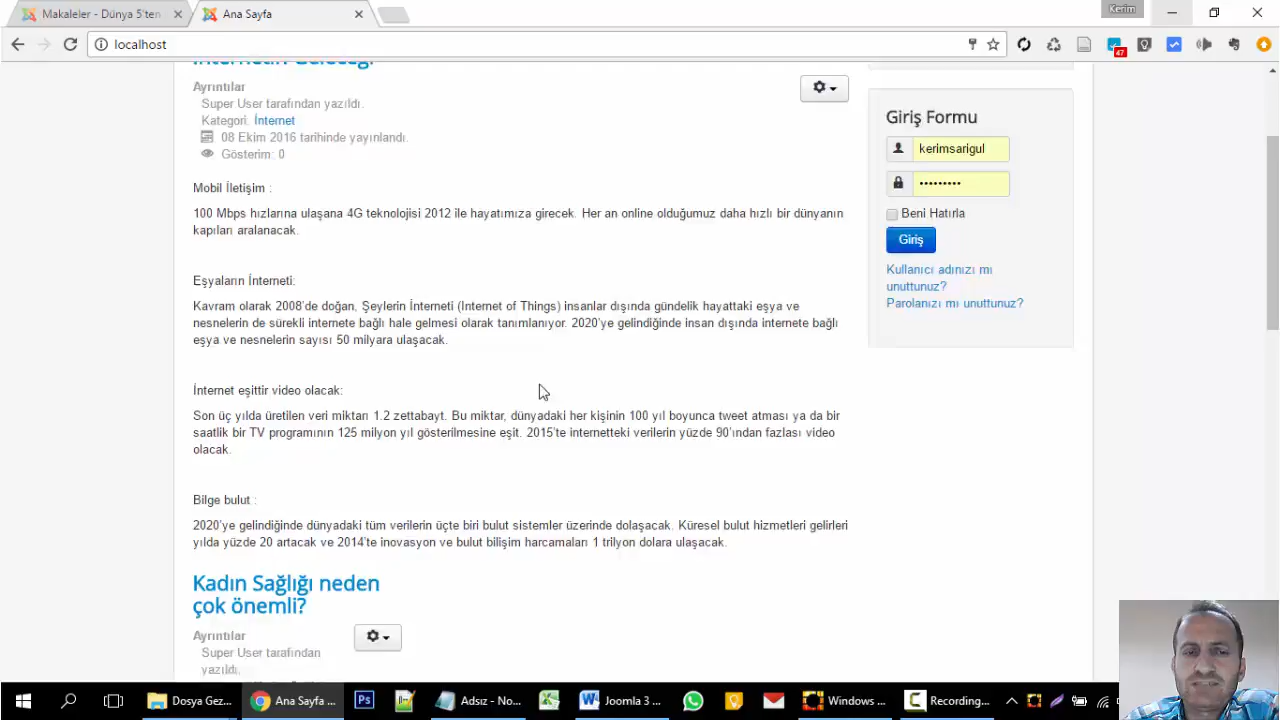 Makaleler - Dünya 5'ten
Ana Sayfa
Kerim
localhost
47
Ayrıntılar
Super User tarafından yazıldı.
Kategori: İnternet
08 Ekim 2016 tarihinde yayınlandı.
Gösterim: 0
Mobil İletişim :
100 Mbps hızlarına ulaşana 4G teknolojisi 2012 ile hayatımıza girecek. Her an online olduğumuz daha hızlı bir dünyanın
kapıları aralanacak.
Eşyaların İnterneti:
Kavram olarak 2008'de doğan, Şeylerin İnterneti (Internet of Things) insanlar dışında gündelik hayattaki eşya ve
nesnelerin de sürekli internete bağlı hale gelmesi olarak tanımlanıyor. 2020'ye gelindiğinde insan dışında internete bağlı
eşya ve nesnelerin sayısı 50 milyara ulaşacak.
İnternet eşittir video olacak:
Son üç yılda üretilen veri miktarı 1.2 zettabayt. Bu miktar, dünyadaki her kişinin 100 yıl boyunca tweet atması ya da bir
saatlik bir TV programının 125 milyon yıl gösterilmesine eşit. 2015'te internetteki verilerin yüzde 90'ından fazlası video
olacak.
Bilge bulut :
2020'ye gelindiğinde dünyadaki tüm verilerin üçte biri bulut sistemler üzerinde dolaşacak. Küresel bulut hizmetleri gelirleri
yılda yüzde 20 artacak ve 2014'te inovasyon ve bulut bilişim harcamaları 1 trilyon dolara ulaşacak.
Kadın Sağlığı neden
çok önemli?
Ayrıntılar
Super User tarafından
yazıldı.
Giriş Formu
kerimsarigul
•••••••••
Beni Hatırla
Giriş
Kullanıcı adınızı mı
unuttunuz?
Parolanızı mı unuttunuz?
Dosya Gez...
Ana Sayfa ...
Adsız - No...
Joomla 3 ...
Windows ...
Recording...